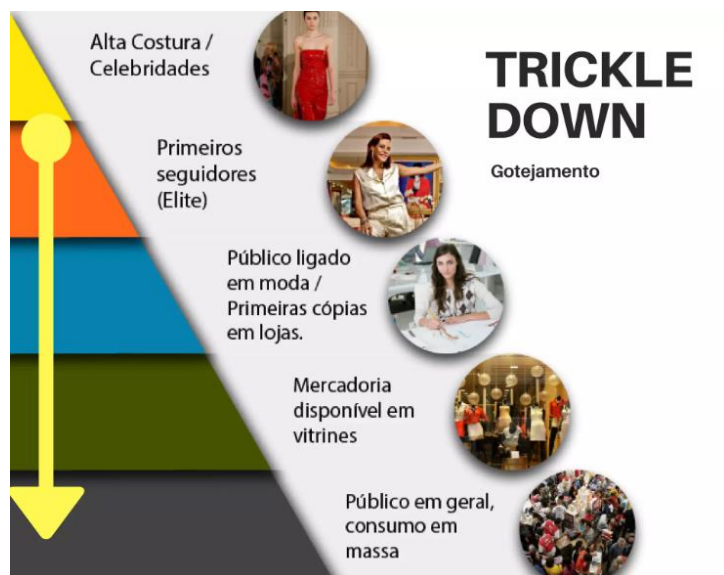 Alta Costura /
Celebridades
TRICKLE
DOWN
Gotejamento
Primeiros
seguidores
(Elite)
Público ligado
em moda /
Primeiras cópias
em lojas.
Mercadoria
disponível em
vitrines
Público em geral,
consumo em
massa